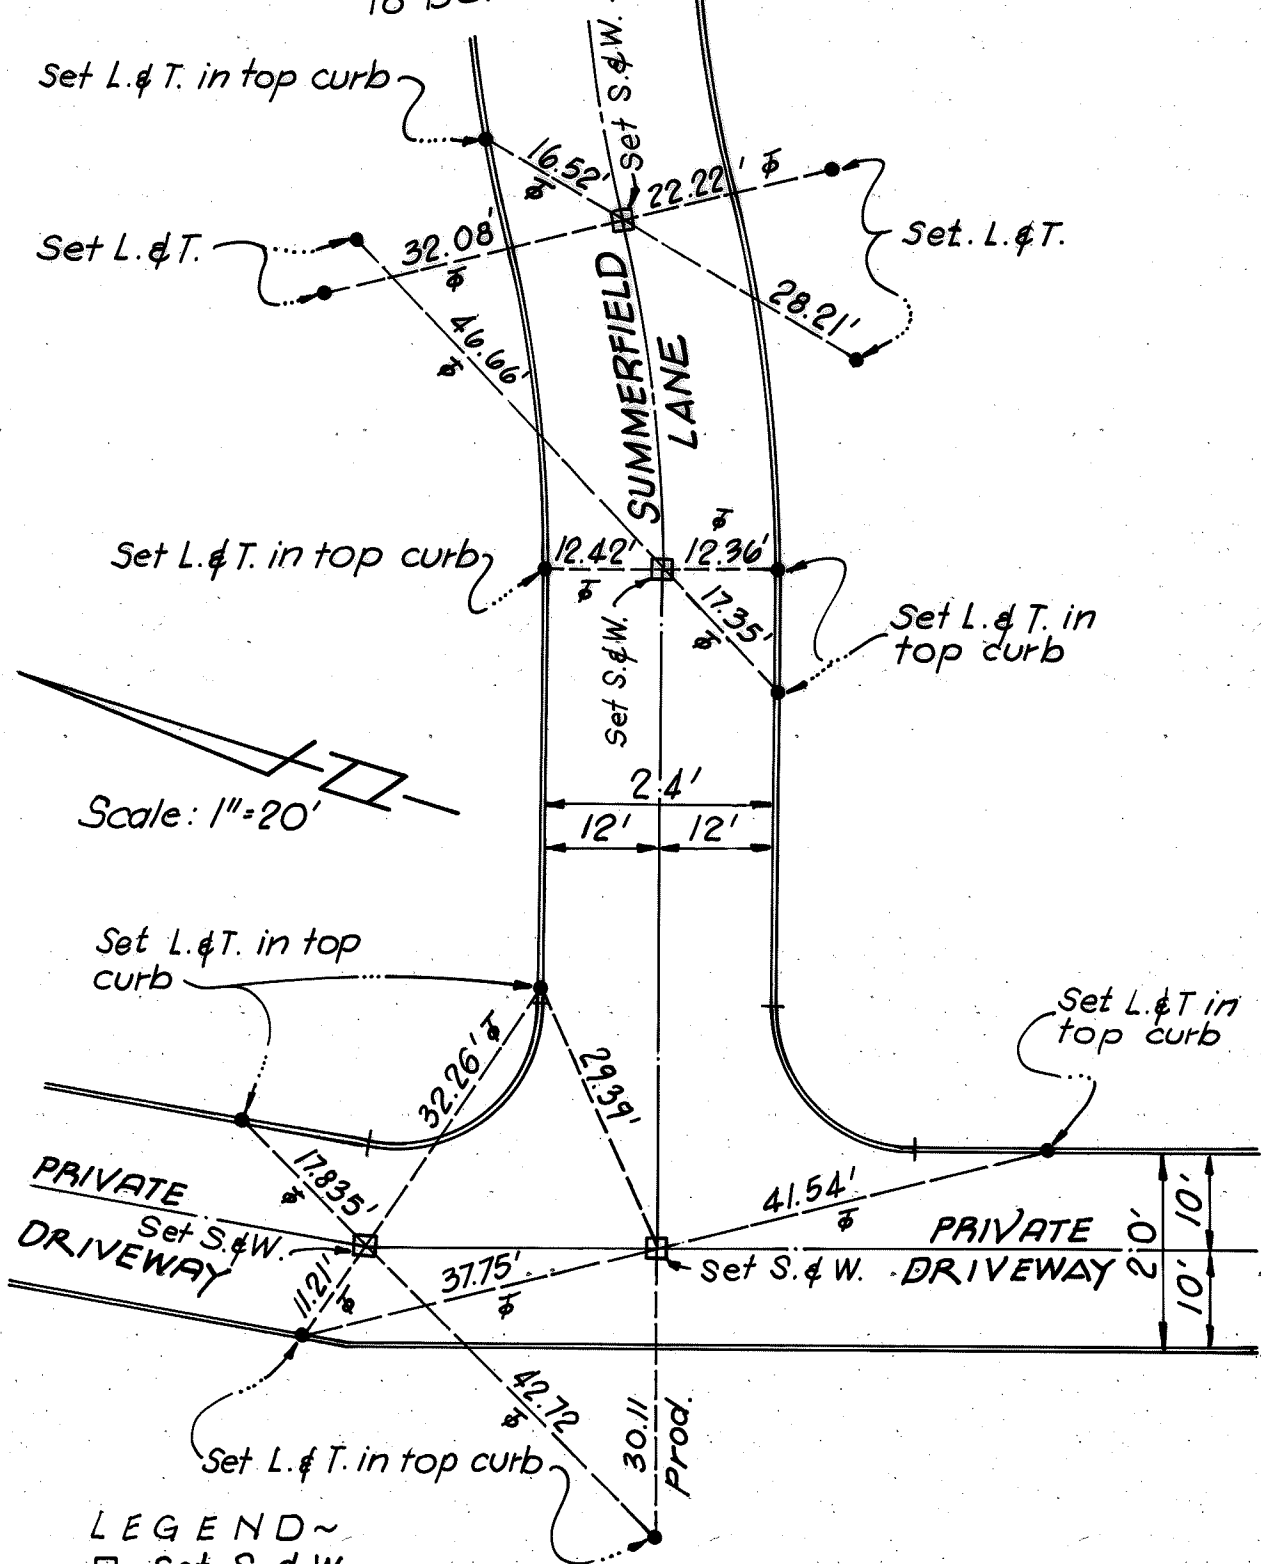 Set L.&T. in top curb
Set S.&W.
16.52'
22.22'
Set L.&T.
32.08'
Set. L.&T.
28.21'
46.66'
SUMMERFIELD
LANE
Set L.&T. in top curb
12.42'
12.36'
17.35'
Set S.&W.
Set L.&T. in
top curb
Scale: 1"=20'
24'
12'
12'
Set L.&T. in top
curb
Set L.&T in
top curb
32.26'
29.39'
17.835'
41.54'
PRIVATE
DRIVEWAY
Set S.&W.
11.21'
37.75'
Set S.&W.
PRIVATE
DRIVEWAY
20'
10'
10'
42.72
30.11
Prod.
Set L.&T. in top curb
LEGEND~
Set S.&W.